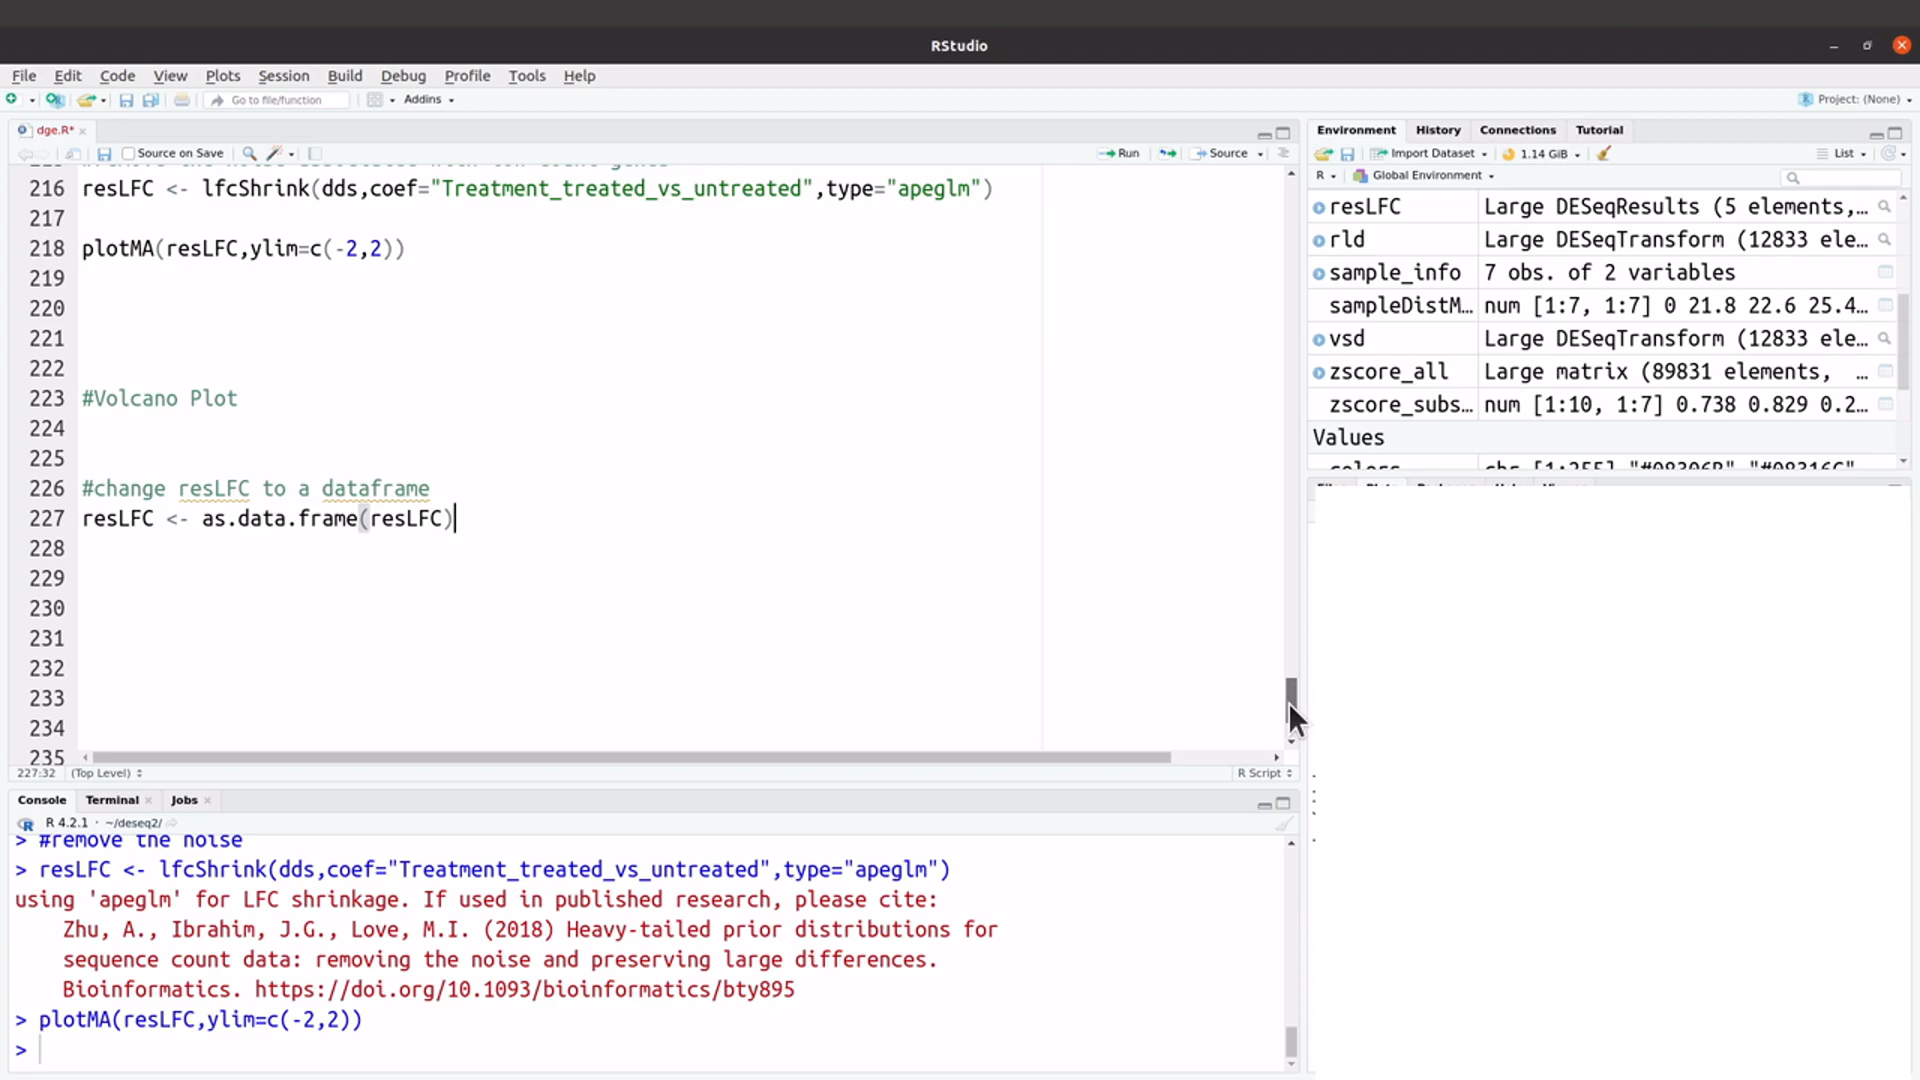 RStudio
File Edit Code View Plots Session Build Debug Profile Tools Help
Go to file/function Addins Project: (None)
dge.R*
Source on Save Run Source
216 resLFC <- lfcShrink(dds,coef="Treatment_treated_vs_untreated",type="apeglm")
217
218 plotMA(resLFC,ylim=c(-2,2))
219
220
221
222
223 #Volcano Plot
224
225
226 #change resLFC to a dataframe
227 resLFC <- as.data.frame(resLFC)
228
229
230
231
232
233
234
235
227:32 (Top Level) R Script
Console Terminal Jobs
R 4.2.1 · ~/deseq2/
> #remove the noise
> resLFC <- lfcShrink(dds,coef="Treatment_treated_vs_untreated",type="apeglm")
using 'apeglm' for LFC shrinkage. If used in published research, please cite:
Zhu, A., Ibrahim, J.G., Love, M.I. (2018) Heavy-tailed prior distributions for
sequence count data: removing the noise and preserving large differences.
Bioinformatics. https://doi.org/10.1093/bioinformatics/bty895
> plotMA(resLFC,ylim=c(-2,2))
>
Environment History Connections Tutorial
Import Dataset 1.14 GiB List
R Global Environment
resLFC Large DESeqResults (5 elements,…
rld Large DESeqTransform (12833 ele…
sample_info 7 obs. of 2 variables
sampleDistM… num [1:7, 1:7] 0 21.8 22.6 25.4…
vsd Large DESeqTransform (12833 ele…
zscore_all Large matrix (89831 elements, …
zscore_subs… num [1:10, 1:7] 0.738 0.829 0.2…
Values